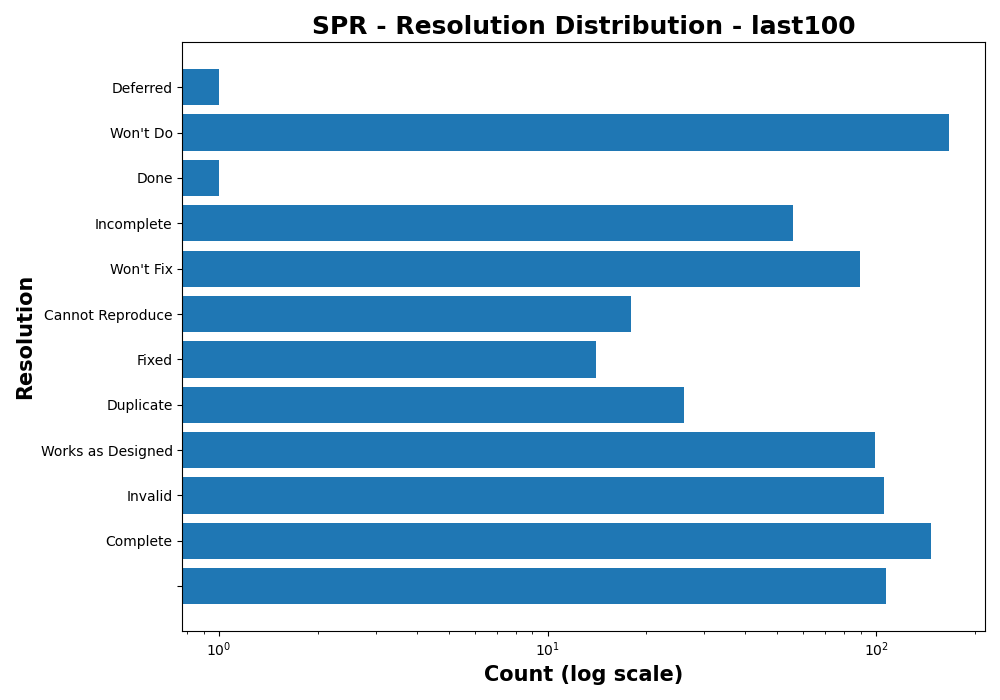 SPR - Resolution Distribution - last100
Deferred
Won't Do
Done
Incomplete
Won't Fix
Cannot Reproduce
Fixed
Duplicate
Works as Designed
Invalid
Complete
Resolution
10⁰ 10¹ 10²
Count (log scale)